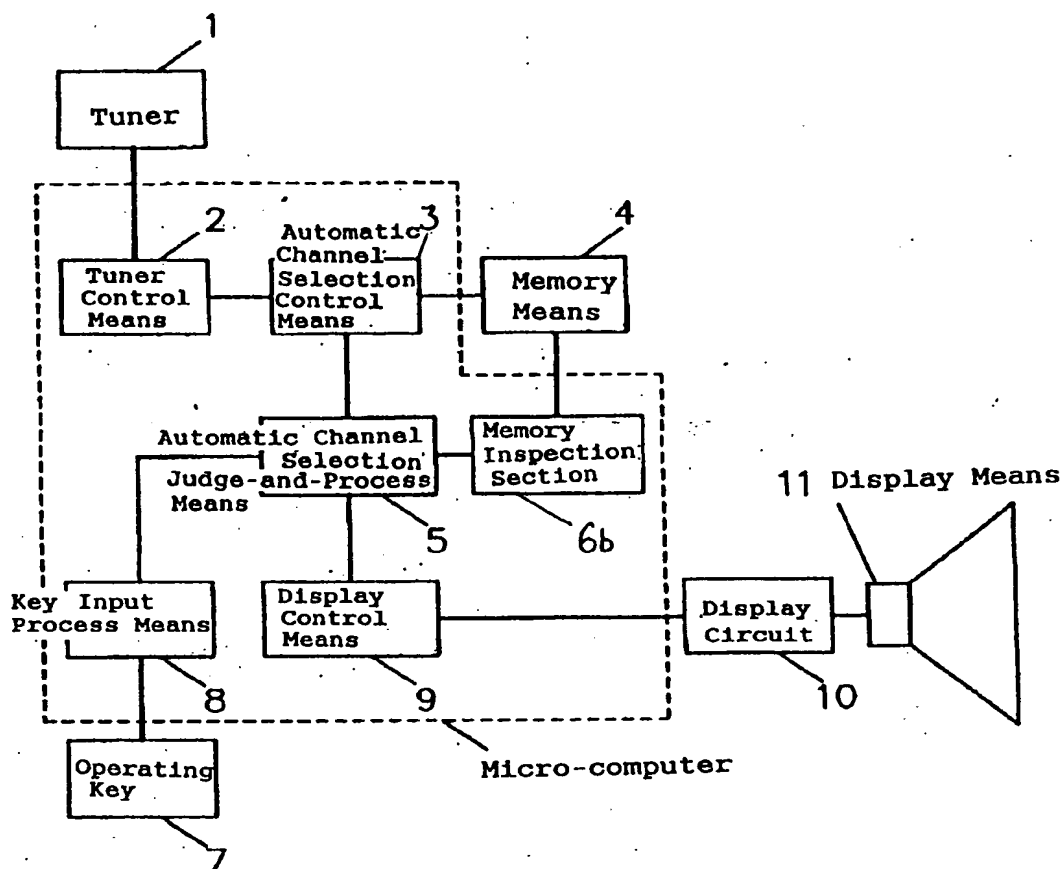 1
Tuner
2
Tuner
Control
Means
3
Automatic
Channel
Selection
Control
Means
4
Memory
Means
Automatic Channel
Selection
Judge-and-Process
Means
5
Memory
Inspection
Section
6b
11 Display Means
Key Input
Process Means
8
Display
Control
Means
9
Display
Circuit
10
Micro-computer
Operating
Key
7